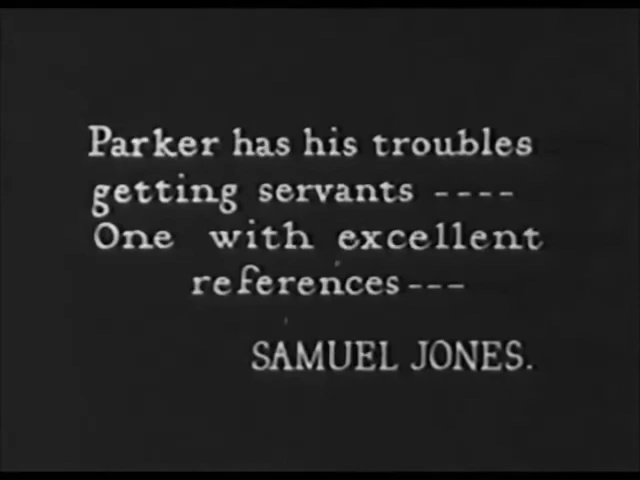 Parker has his troubles
getting servants ----
One with excellent
references---
SAMUEL JONES.